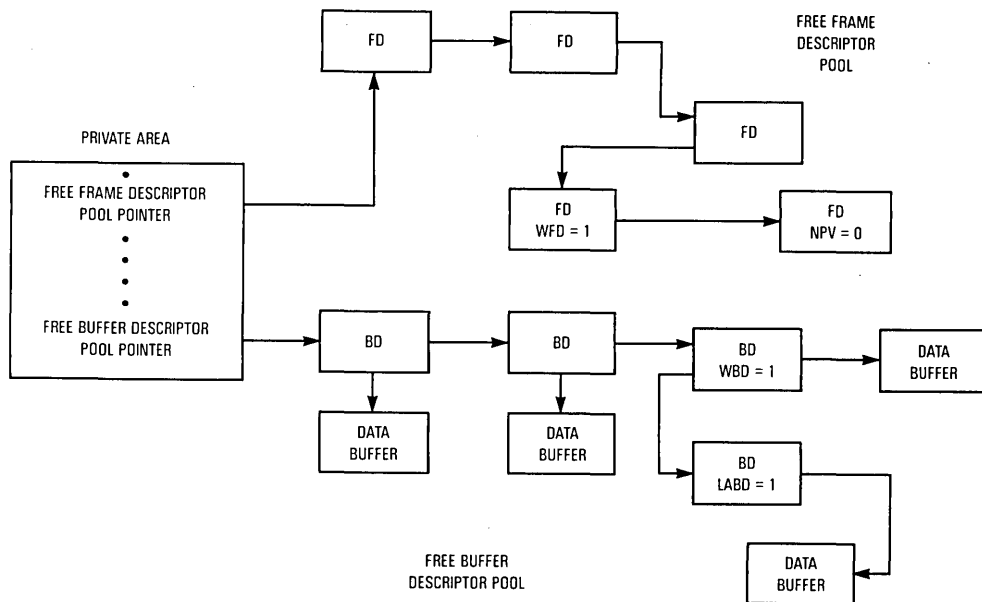 FREE FRAME
DESCRIPTOR
POOL
FD
FD
FD
PRIVATE AREA
FREE FRAME DESCRIPTOR
POOL POINTER
FD
WFD = 1
FD
NPV = 0
FREE BUFFER DESCRIPTOR
POOL POINTER
BD
BD
BD
WBD = 1
DATA
BUFFER
DATA
BUFFER
DATA
BUFFER
BD
LABD = 1
DATA
BUFFER
FREE BUFFER
DESCRIPTOR POOL